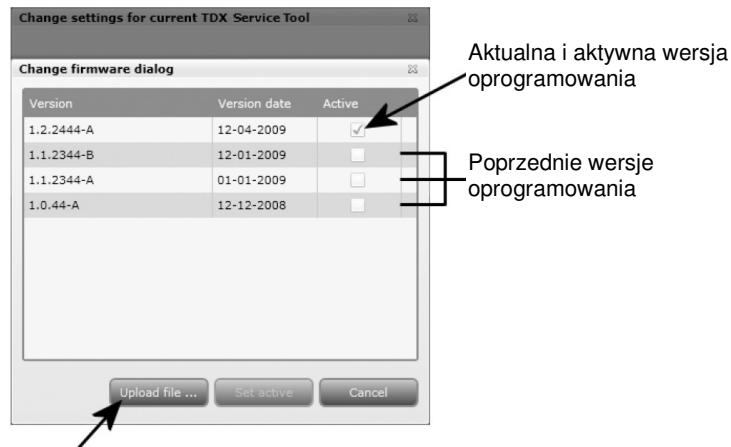 Change settings for current TDX Service Tool
Change firmware dialog
Version Version date Active
1.2.2444-A 12-04-2009
1.1.2344-B 12-01-2009
1.1.2344-A 01-01-2009
1.0.44-A 12-12-2008
Upload file ... Set active Cancel
Aktualna i aktywna wersja
oprogramowania
Poprzednie wersje
oprogramowania